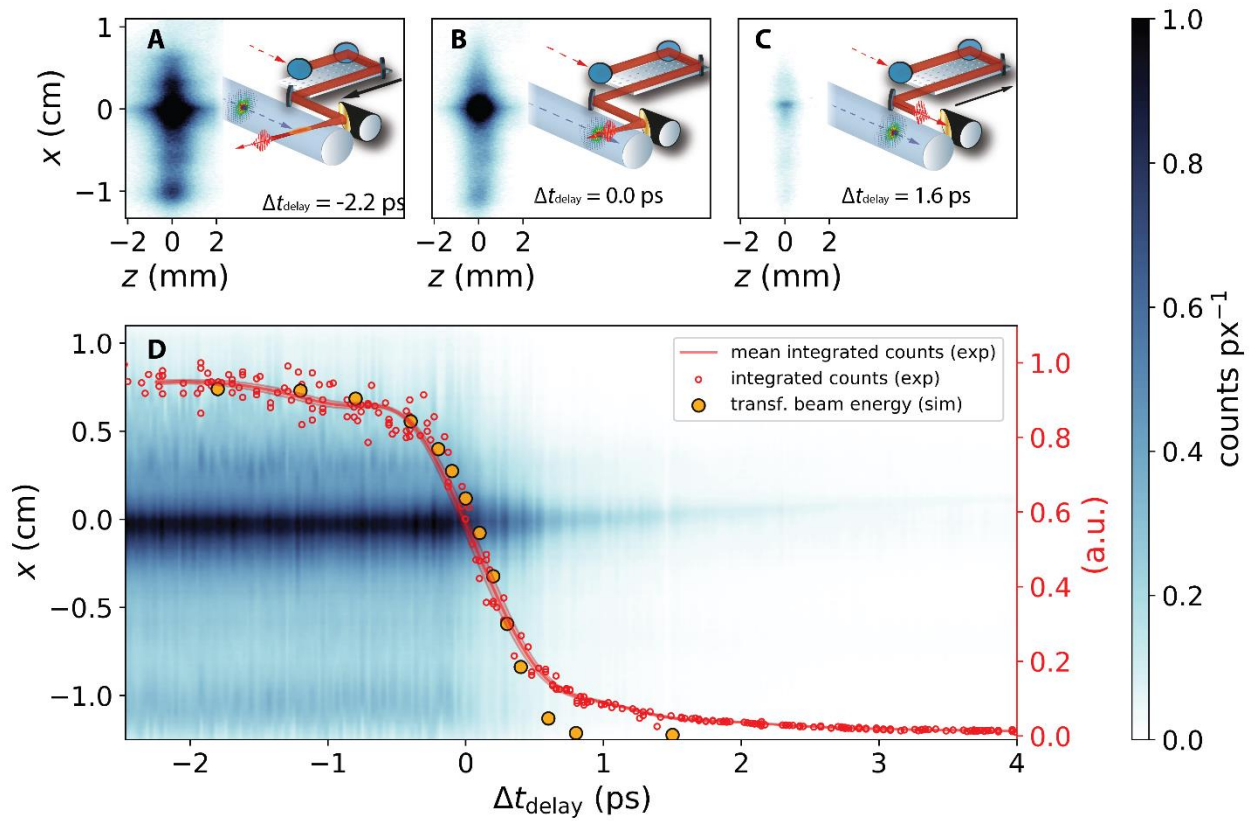 A
B
C
1
0
−1
x (cm)
Δt_delay = -2.2 ps
Δt_delay = 0.0 ps
Δt_delay = 1.6 ps
−2 0 2
−2 0 2
−2 0 2
z (mm)
z (mm)
z (mm)
D
mean integrated counts (exp)
integrated counts (exp)
transf. beam energy (sim)
1.0
0.5
0.0
−0.5
−1.0
x (cm)
1.0
0.8
0.6
0.4
0.2
0.0
(a.u.)
−2 −1 0 1 2 3 4
Δt_delay (ps)
1.0
0.8
0.6
0.4
0.2
0.0
counts px⁻¹